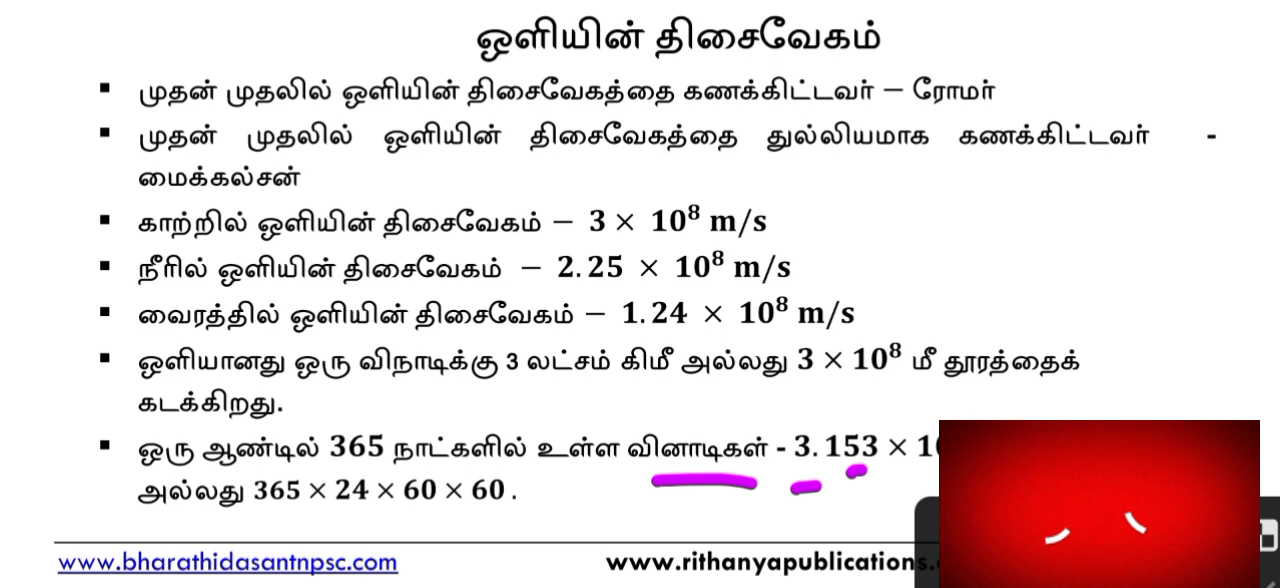 ஒளியின் திசைவேகம்
▪ முதன் முதலில் ஒளியின் திசைவேகத்தை கணக்கிட்டவர் – ரோமர்
▪ முதன் முதலில் ஒளியின் திசைவேகத்தை துல்லியமாக கணக்கிட்டவர் -
மைக்கல்சன்
▪ காற்றில் ஒளியின் திசைவேகம் – 3 × 10⁸ m/s
▪ நீரில் ஒளியின் திசைவேகம் – 2.25 × 10⁸ m/s
▪ வைரத்தில் ஒளியின் திசைவேகம் – 1.24 × 10⁸ m/s
▪ ஒளியானது ஒரு விநாடிக்கு 3 லட்சம் கிமீ அல்லது 3 × 10⁸ மீ தூரத்தைக்
கடக்கிறது.
▪ ஒரு ஆண்டில் 365 நாட்களில் உள்ள வினாடிகள் - 3.153 ×
அல்லது 365 × 24 × 60 × 60 .
www.bharathidasantnpsc.com www.rithanyapublications.